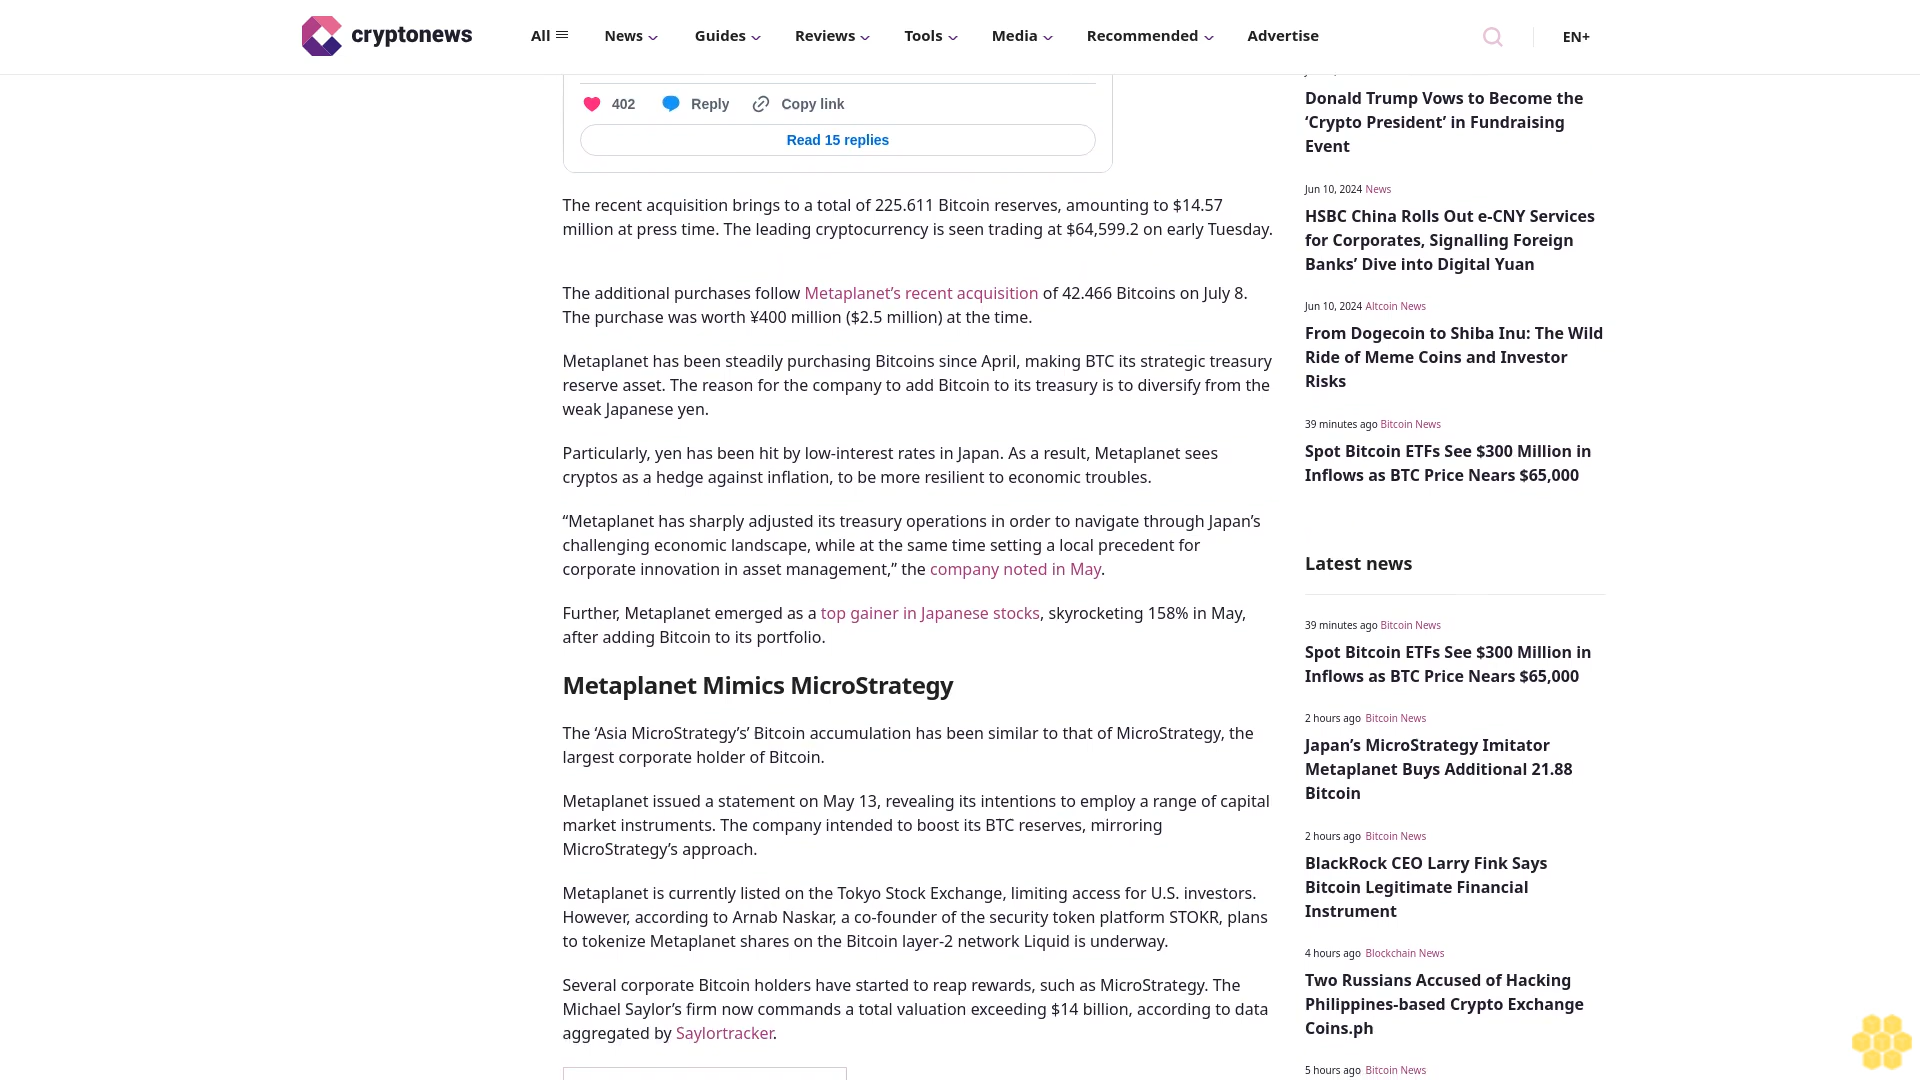 cryptonews
All
News
Guides
Reviews
Tools
Media
Recommended
Advertise
EN+
402
Reply
Copy link
Read 15 replies
The recent acquisition brings to a total of 225.611 Bitcoin reserves, amounting to $14.57
million at press time. The leading cryptocurrency is seen trading at $64,599.2 on early Tuesday.
The additional purchases follow Metaplanet’s recent acquisition of 42.466 Bitcoins on July 8.
The purchase was worth ¥400 million ($2.5 million) at the time.
Metaplanet has been steadily purchasing Bitcoins since April, making BTC its strategic treasury
reserve asset. The reason for the company to add Bitcoin to its treasury is to diversify from the
weak Japanese yen.
Particularly, yen has been hit by low-interest rates in Japan. As a result, Metaplanet sees
cryptos as a hedge against inflation, to be more resilient to economic troubles.
“Metaplanet has sharply adjusted its treasury operations in order to navigate through Japan’s
challenging economic landscape, while at the same time setting a local precedent for
corporate innovation in asset management,” the company noted in May.
Further, Metaplanet emerged as a top gainer in Japanese stocks, skyrocketing 158% in May,
after adding Bitcoin to its portfolio.
Metaplanet Mimics MicroStrategy
The ‘Asia MicroStrategy’s’ Bitcoin accumulation has been similar to that of MicroStrategy, the
largest corporate holder of Bitcoin.
Metaplanet issued a statement on May 13, revealing its intentions to employ a range of capital
market instruments. The company intended to boost its BTC reserves, mirroring
MicroStrategy’s approach.
Metaplanet is currently listed on the Tokyo Stock Exchange, limiting access for U.S. investors.
However, according to Arnab Naskar, a co-founder of the security token platform STOKR, plans
to tokenize Metaplanet shares on the Bitcoin layer-2 network Liquid is underway.
Several corporate Bitcoin holders have started to reap rewards, such as MicroStrategy. The
Michael Saylor’s firm now commands a total valuation exceeding $14 billion, according to data
aggregated by Saylortracker.
Donald Trump Vows to Become the
‘Crypto President’ in Fundraising
Event
Jun 10, 2024 News
HSBC China Rolls Out e-CNY Services
for Corporates, Signalling Foreign
Banks’ Dive into Digital Yuan
Jun 10, 2024 Altcoin News
From Dogecoin to Shiba Inu: The Wild
Ride of Meme Coins and Investor
Risks
39 minutes ago Bitcoin News
Spot Bitcoin ETFs See $300 Million in
Inflows as BTC Price Nears $65,000
Latest news
39 minutes ago Bitcoin News
Spot Bitcoin ETFs See $300 Million in
Inflows as BTC Price Nears $65,000
2 hours ago Bitcoin News
Japan’s MicroStrategy Imitator
Metaplanet Buys Additional 21.88
Bitcoin
2 hours ago Bitcoin News
BlackRock CEO Larry Fink Says
Bitcoin Legitimate Financial
Instrument
4 hours ago Blockchain News
Two Russians Accused of Hacking
Philippines-based Crypto Exchange
Coins.ph
5 hours ago Bitcoin News